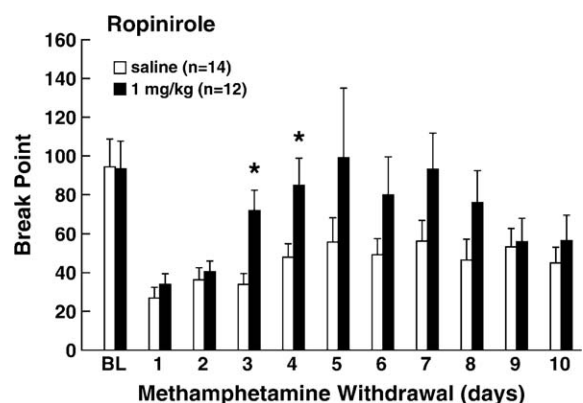 Ropinirole
160
140
120
100
80
60
40
20
0
Break Point
saline (n=14)
1 mg/kg (n=12)
*
*
BL 1 2 3 4 5 6 7 8 9 10
Methamphetamine Withdrawal (days)